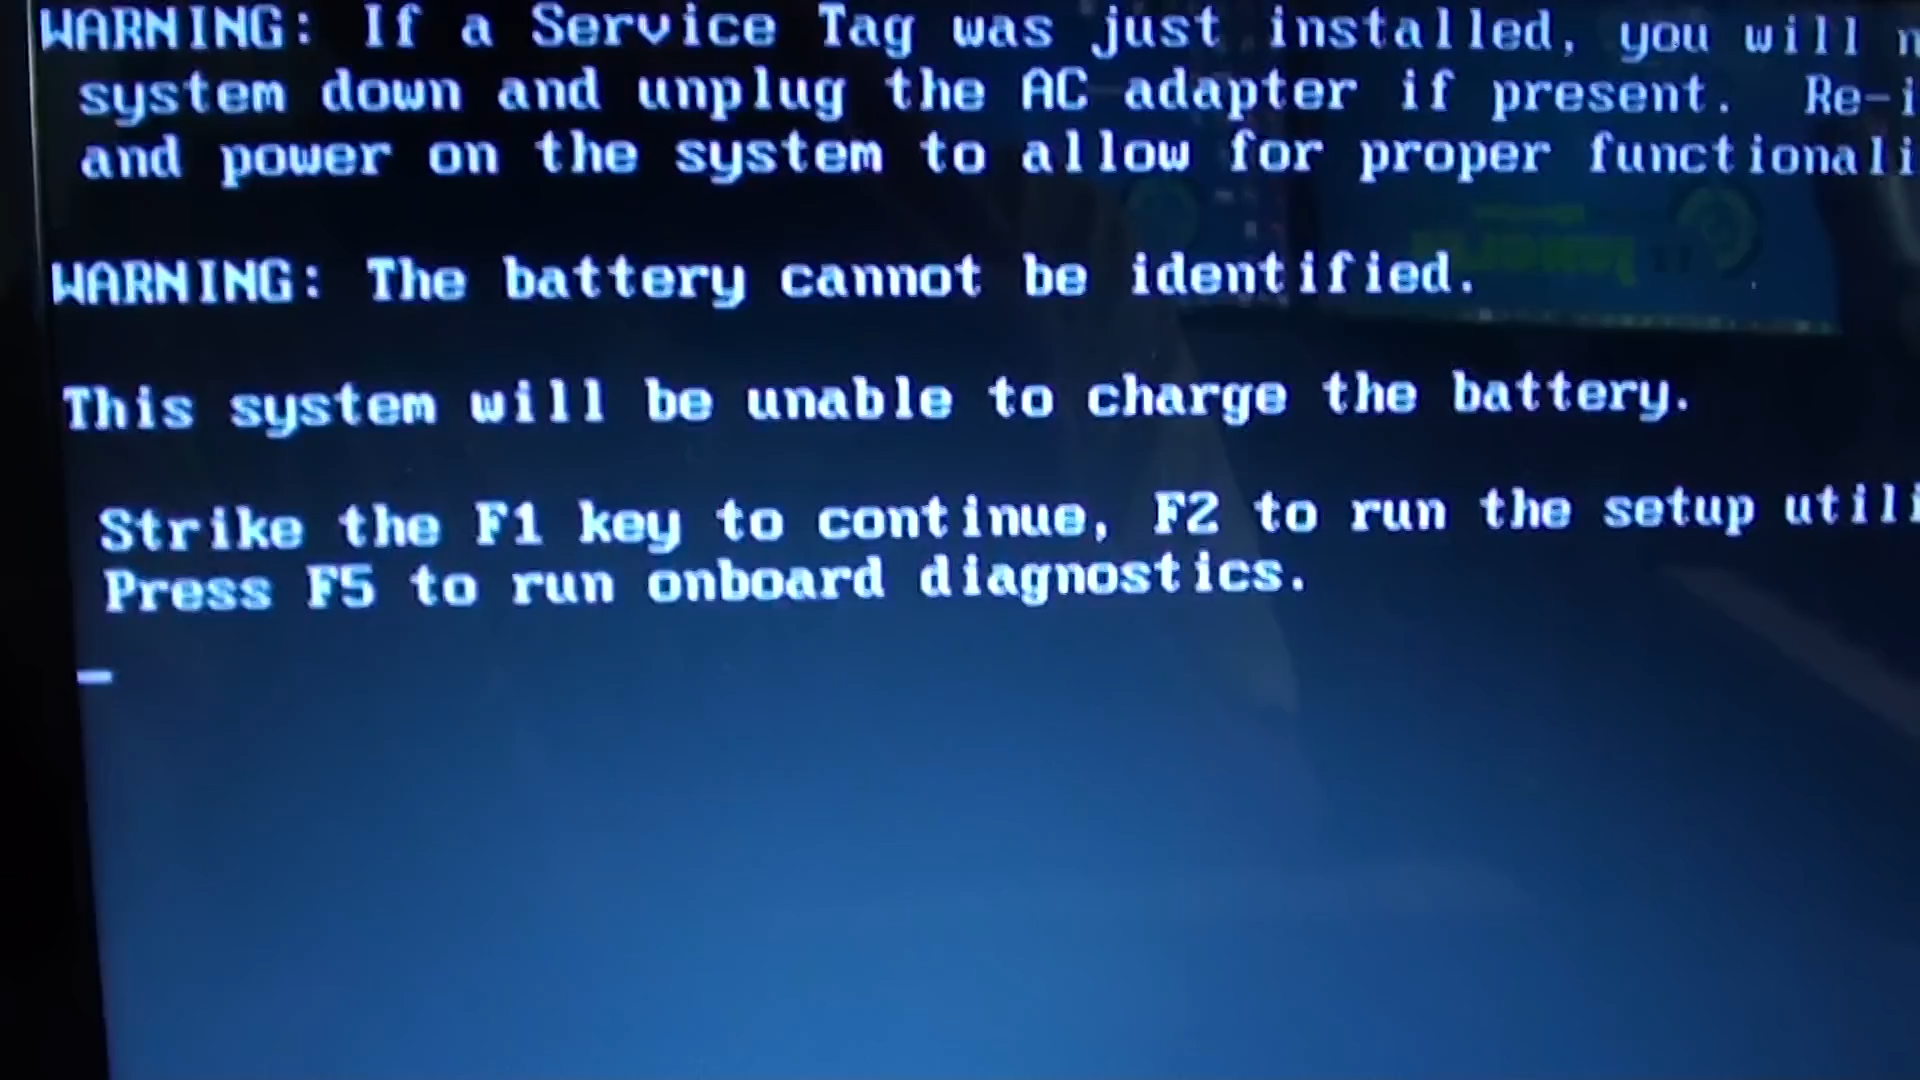 WARNING: If a Service Tag was just installed, you will
system down and unplug the AC adapter if present. Re-i
and power on the system to allow for proper functionali
WARNING: The battery cannot be identified.
This system will be unable to charge the battery.
Strike the F1 key to continue, F2 to run the setup utili
Press F5 to run onboard diagnostics.